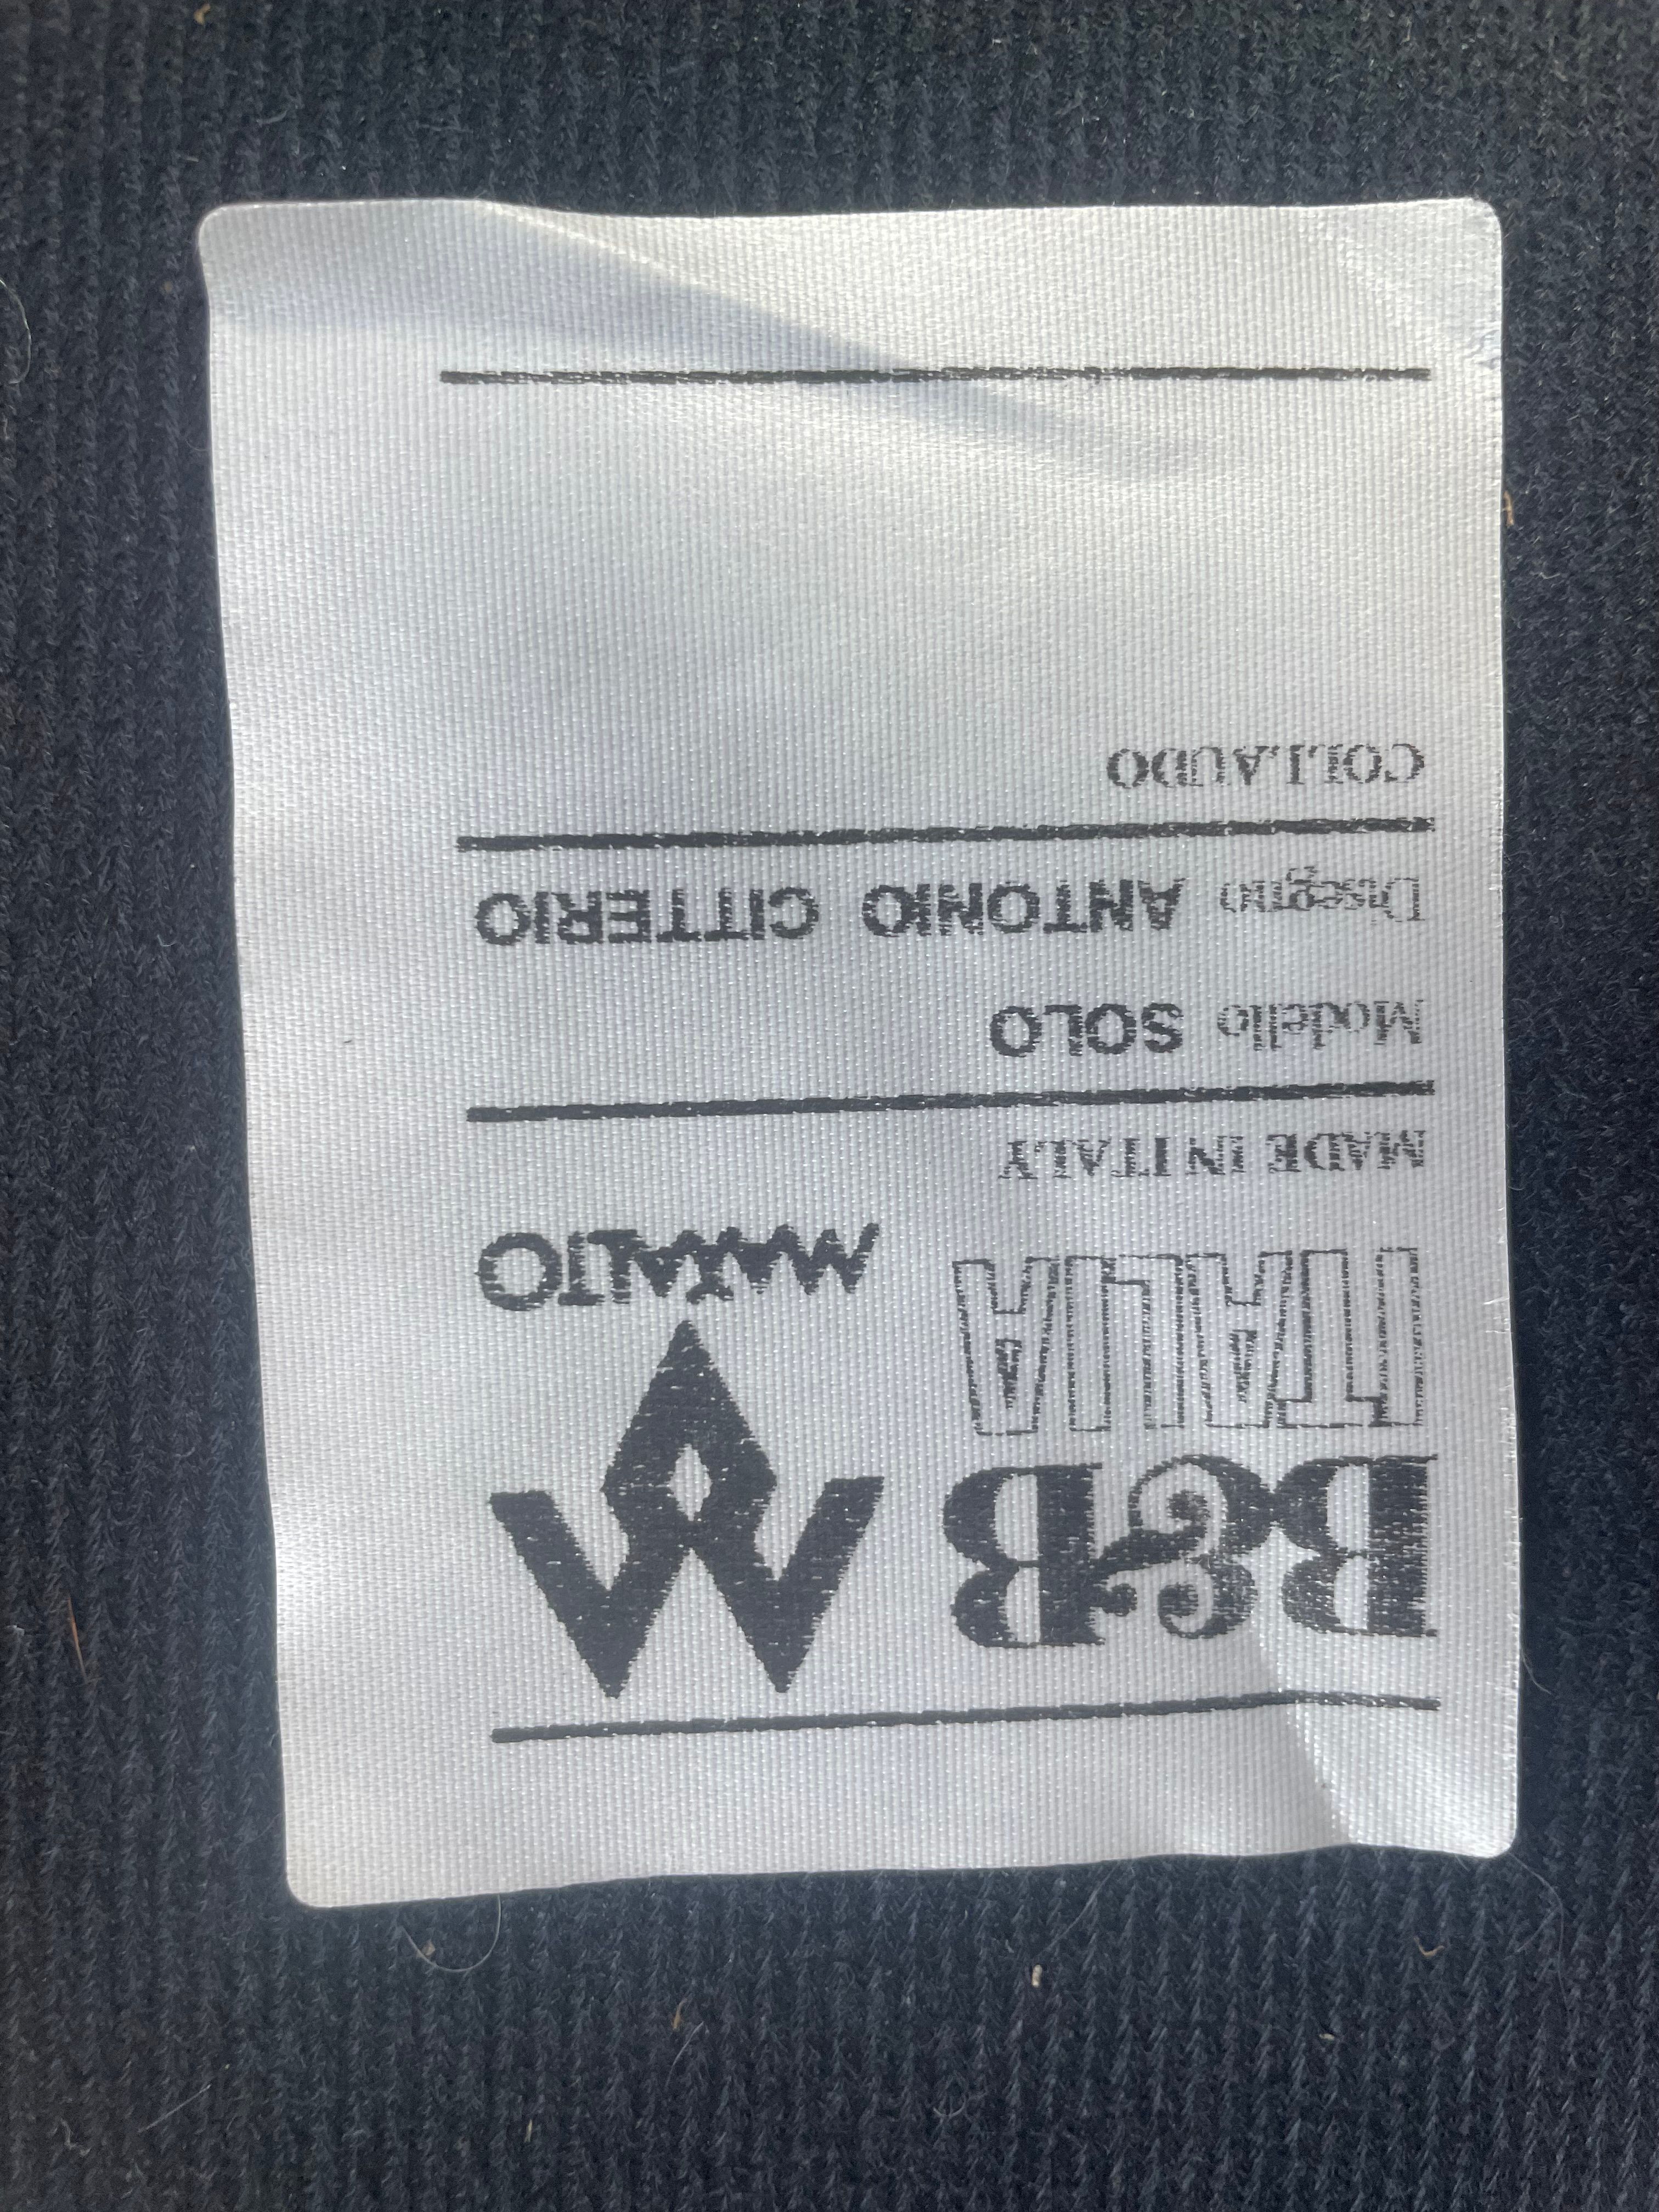 B&B
ITALIA
MAXALTO
MADE IN ITALY
Modello SOLO
Disegno ANTONIO CITTERIO
COLLAUDO